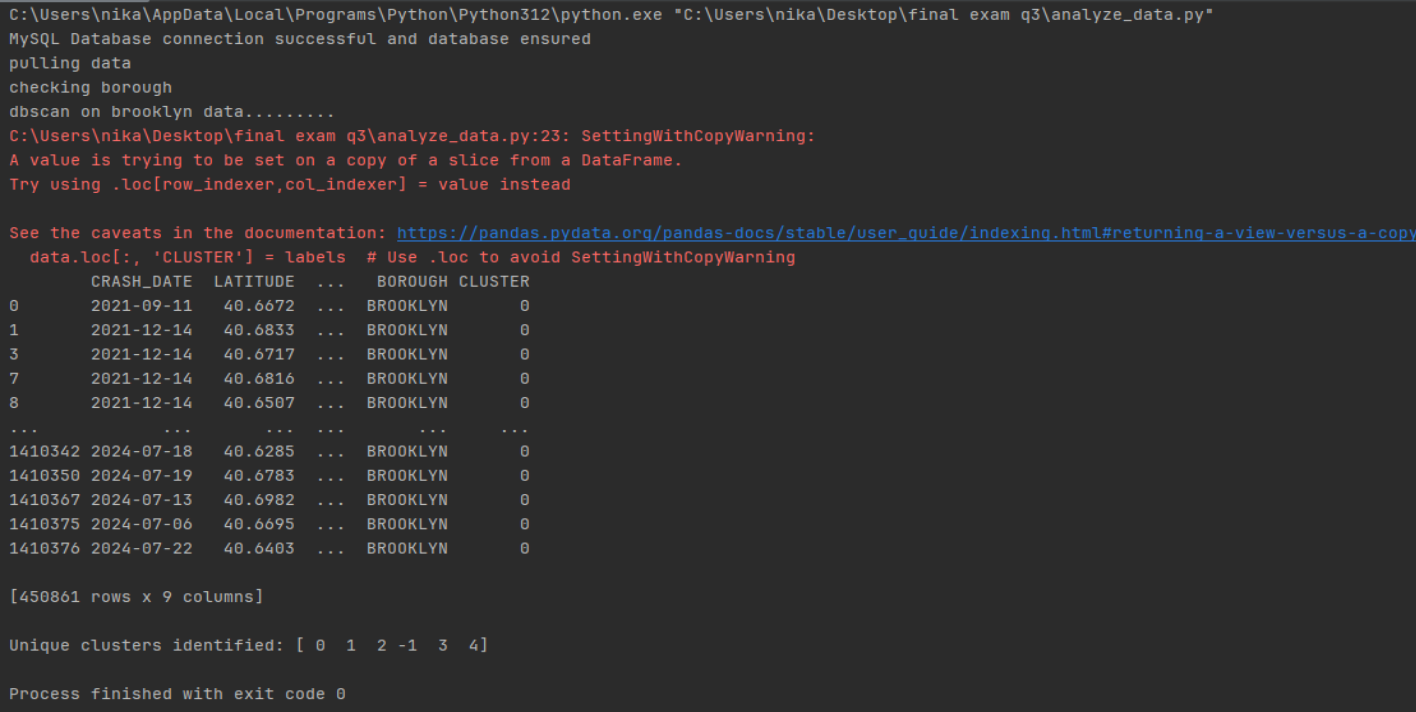 C:\Users\nika\AppData\Local\Programs\Python\Python312\python.exe "C:\Users\nika\Desktop\final exam q3\analyze_data.py"
MySQL Database connection successful and database ensured
pulling data
checking borough
dbscan on brooklyn data.........
C:\Users\nika\Desktop\final exam q3\analyze_data.py:23: SettingWithCopyWarning:
A value is trying to be set on a copy of a slice from a DataFrame.
Try using .loc[row_indexer,col_indexer] = value instead
See the caveats in the documentation: https://pandas.pydata.org/pandas-docs/stable/user_guide/indexing.html#returning-a-view-versus-a-copy
  data.loc[:, 'CLUSTER'] = labels  # Use .loc to avoid SettingWithCopyWarning
        CRASH_DATE  LATITUDE  ...   BOROUGH CLUSTER
0       2021-09-11   40.6672  ...  BROOKLYN       0
1       2021-12-14   40.6833  ...  BROOKLYN       0
3       2021-12-14   40.6717  ...  BROOKLYN       0
7       2021-12-14   40.6816  ...  BROOKLYN       0
8       2021-12-14   40.6507  ...  BROOKLYN       0
...            ...       ...  ...       ...     ...
1410342 2024-07-18   40.6285  ...  BROOKLYN       0
1410350 2024-07-19   40.6783  ...  BROOKLYN       0
1410367 2024-07-13   40.6982  ...  BROOKLYN       0
1410375 2024-07-06   40.6695  ...  BROOKLYN       0
1410376 2024-07-22   40.6403  ...  BROOKLYN       0
[450861 rows x 9 columns]
Unique clusters identified: [ 0  1  2 -1  3  4]
Process finished with exit code 0